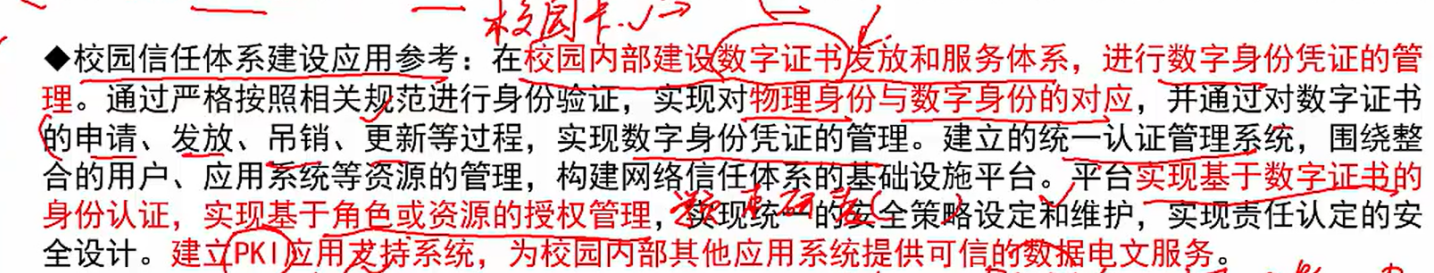 校园卡
◆校园信任体系建设应用参考：在校园内部建设数字证书发放和服务体系，进行数字身份凭证的管
理。通过严格按照相关规范进行身份验证，实现对物理身份与数字身份的对应，并通过对数字证书
的申请、发放、吊销、更新等过程，实现数字身份凭证的管理。建立的统一认证管理系统，围绕整
合的用户、应用系统等资源的管理，构建网络信任体系的基础设施平台。平台实现基于数字证书的
身份认证，实现基于角色或资源的授权管理，实现统一的安全策略设定和维护，实现责任认定的安
全设计。建立PKI应用支持系统，为校园内部其他应用系统提供可信的数据电文服务。